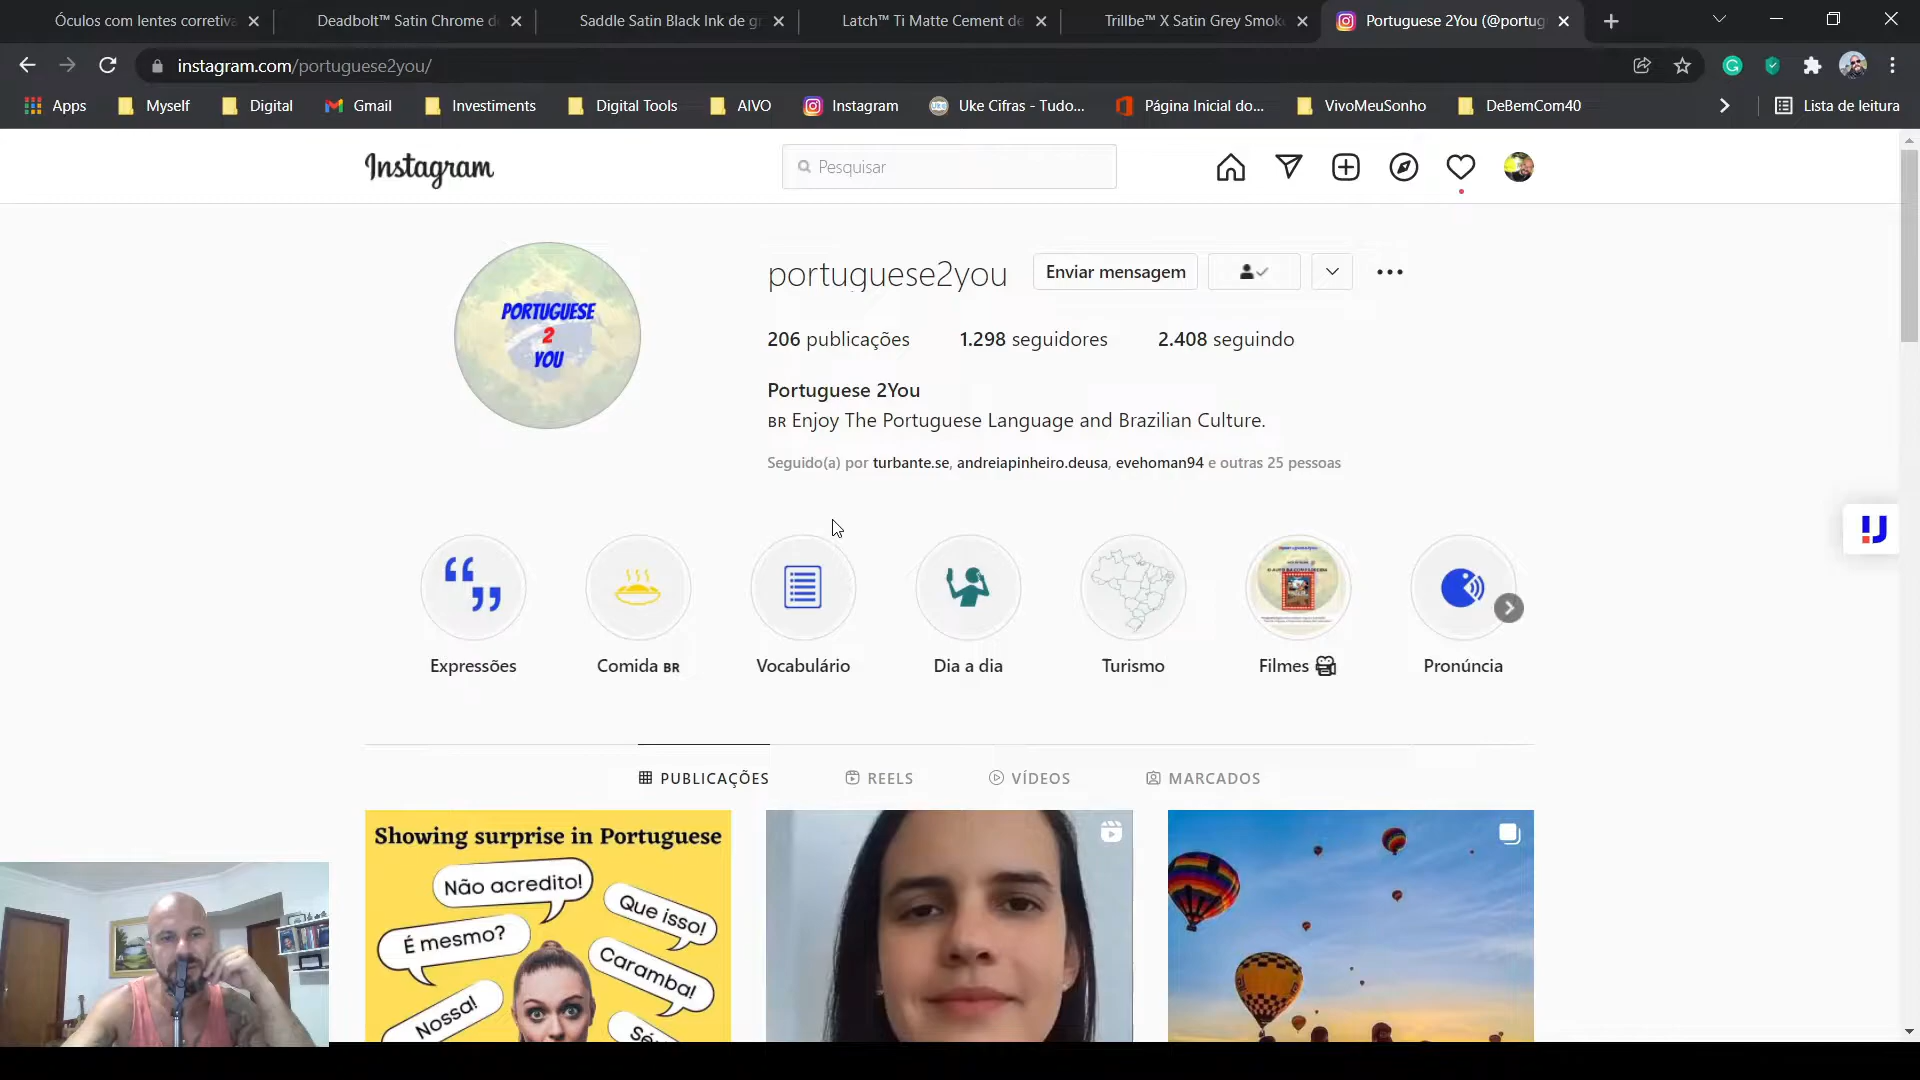 Óculos com lentes corretiva
Deadbolt™ Satin Chrome d
Saddle Satin Black Ink de g
Latch™ Ti Matte Cement de
Trillbe™ X Satin Grey Smok
Portuguese 2You (@portug
instagram.com/portuguese2you/
Apps
Myself
Digital
Gmail
Investiments
Digital Tools
AIVO
Instagram
Uke Cifras - Tudo...
Página Inicial do...
VivoMeuSonho
DeBemCom40
Lista de leitura
Instagram
Pesquisar
PORTUGUESE
2
YOU
portuguese2you
Enviar mensagem
206 publicações 1.298 seguidores 2.408 seguindo
Portuguese 2You
BR Enjoy The Portuguese Language and Brazilian Culture.
Seguido(a) por turbante.se, andreiapinheiro.deusa, evehoman94 e outras 25 pessoas
Expressões
Comida BR
Vocabulário
Dia a dia
Turismo
Filmes
Pronúncia
PUBLICAÇÕES
REELS
VÍDEOS
MARCADOS
Showing surprise in Portuguese
Não acredito!
Que isso!
É mesmo?
Caramba!
Nossa!